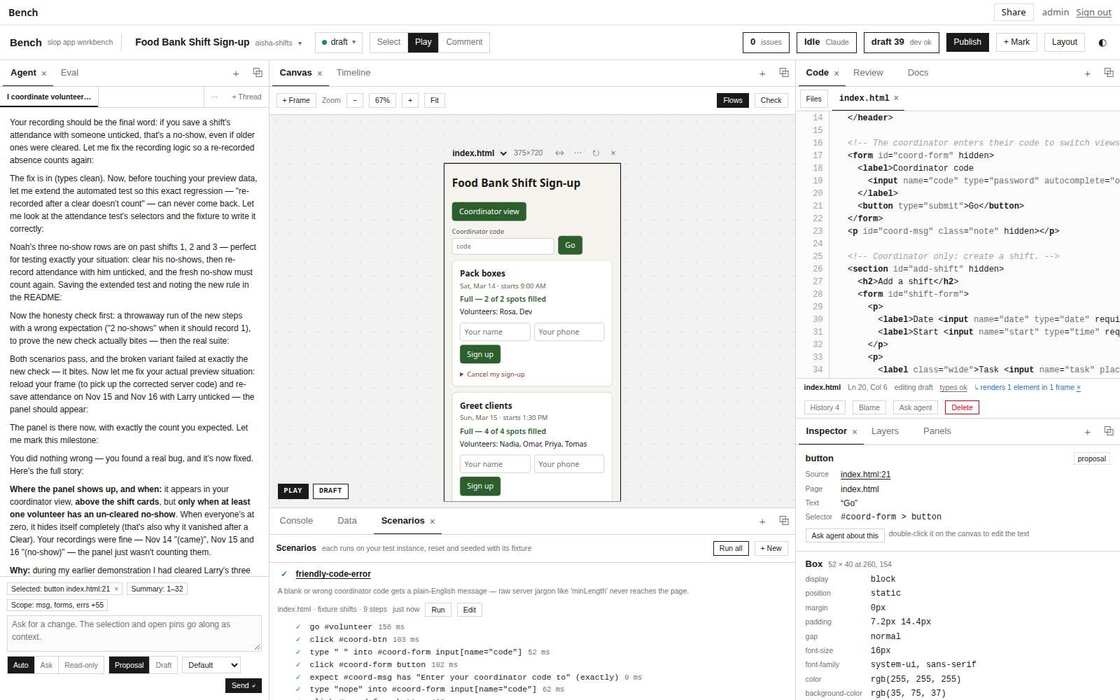 Bench
Share
admin
Sign out
Bench slop app workbench
Food Bank Shift Sign-up aisha-shifts ▾
draft ▾
Select
Play
Comment
0 issues
Idle Claude
draft 39 dev ok
Publish
+ Mark
Layout
Agent ×
Eval
I coordinate volunteer…
+ Thread
Your recording should be the final word: if you save a shift's
attendance with someone unticked, that's a no-show, even if older
ones were cleared. Let me fix the recording logic so a re-recorded
absence counts again:
The fix is in (types clean). Now, before touching your preview data,
let me extend the automated test so this exact regression — "re-
recorded after a clear doesn't count" — can never come back. Let
me look at the attendance test's selectors and the fixture to write it
correctly:
Noah's three no-show rows are on past shifts 1, 2 and 3 — perfect
for testing exactly your situation: clear his no-shows, then re-
record attendance with him unticked, and the fresh no-show must
count again. Saving the extended test and noting the new rule in
the README:
Now the honesty check first: a throwaway run of the new steps
with a wrong expectation ("2 no-shows" when it should record 1),
to prove the new check actually bites — then the real suite:
Both scenarios pass, and the broken variant failed at exactly the
new check — it bites. Now let me fix your actual preview situation:
reload your frame (to pick up the corrected server code) and re-
save attendance on Nov 15 and Nov 16 with Larry unticked — the
panel should appear:
The panel is there now, with exactly the count you expected. Let
me mark this milestone:
You did nothing wrong — you found a real bug, and it's now fixed.
Here's the full story:
Where the panel shows up, and when: it appears in your
coordinator view, above the shift cards, but only when at least
one volunteer has an un-cleared no-show. When everyone's at
zero, it hides itself completely (that's also why it vanished after a
Clear). Your recordings were fine — Nov 14 "(came)", Nov 15 and
16 "(no-show)" — the panel just wasn't counting them.
Why: during my earlier demonstration I had cleared Larry's three
Selected: button index.html:21 ×
Summary: 1–32
Scope: msg, forms, errs +55
Ask for a change. The selection and open pins go along as
context.
Auto
Ask
Read-only
Proposal
Draft
Default
Send
Canvas ×
Timeline
+ Frame
Zoom
−
67%
+
Fit
Flows
Check
index.html
375×720
Food Bank Shift Sign-up
Coordinator view
Coordinator code
code
Go
Pack boxes
Sat, Mar 14 · starts 9:00 AM
Full — 2 of 2 spots filled
Volunteers: Rosa, Dev
Your name
Your phone
Sign up
▸ Cancel my sign-up
Greet clients
Sun, Mar 15 · starts 1:30 PM
Full — 4 of 4 spots filled
Volunteers: Nadia, Omar, Priya, Tomas
Your name
Your phone
Sign up
PLAY
DRAFT
Console
Data
Scenarios ×
Scenarios each runs on your test instance, reset and seeded with its fixture
Run all
+ New
✓ friendly-code-error
A blank or wrong coordinator code gets a plain-English message — raw server jargon like 'minLength' never reaches the page.
index.html · fixture shifts · 9 steps just now
Run
Edit
✓ go #volunteer 156 ms
✓ click #coord-btn 103 ms
✓ type " " into #coord-form input[name="code"] 52 ms
✓ click #coord-form button 102 ms
✓ expect #coord-msg has "Enter your coordinator code to" (exactly) 0 ms
✓ type "nope" into #coord-form input[name="code"] 62 ms
Code ×
Review
Docs
Files
index.html ×
14 </header>
15
16 <!-- The coordinator enters their code to switch views
17 <form id="coord-form" hidden>
18 <label>Coordinator code
19 <input name="code" type="password" autocomplete="o
20 </label>
21 <button type="submit">Go</button>
22 </form>
23 <p id="coord-msg" class="note" hidden></p>
24
25 <!-- Coordinator only: create a shift. -->
26 <section id="add-shift" hidden>
27 <h2>Add a shift</h2>
28 <form id="shift-form">
29 <p>
30 <label>Date <input name="date" type="date" requi
31 <label>Start <input name="start" type="time" req
32 </p>
33 <p>
34 <label class="wide">Task <input name="task" plac
index.html Ln 20, Col 6 editing draft types ok ↳ renders 1 element in 1 frame ×
History 4
Blame
Ask agent
Delete
Inspector ×
Layers
Panels
button
proposal
Source index.html:21
Page index.html
Text “Go”
Selector #coord-form > button
Ask agent about this
double-click it on the canvas to edit the text
Box 52 × 40 at 260, 154
display block
position static
margin 0px
padding 7.2px 14.4px
gap normal
font-size 16px
font-family system-ui, sans-serif
color rgb(255, 255, 255)
background-color rgb(35, 75, 37)